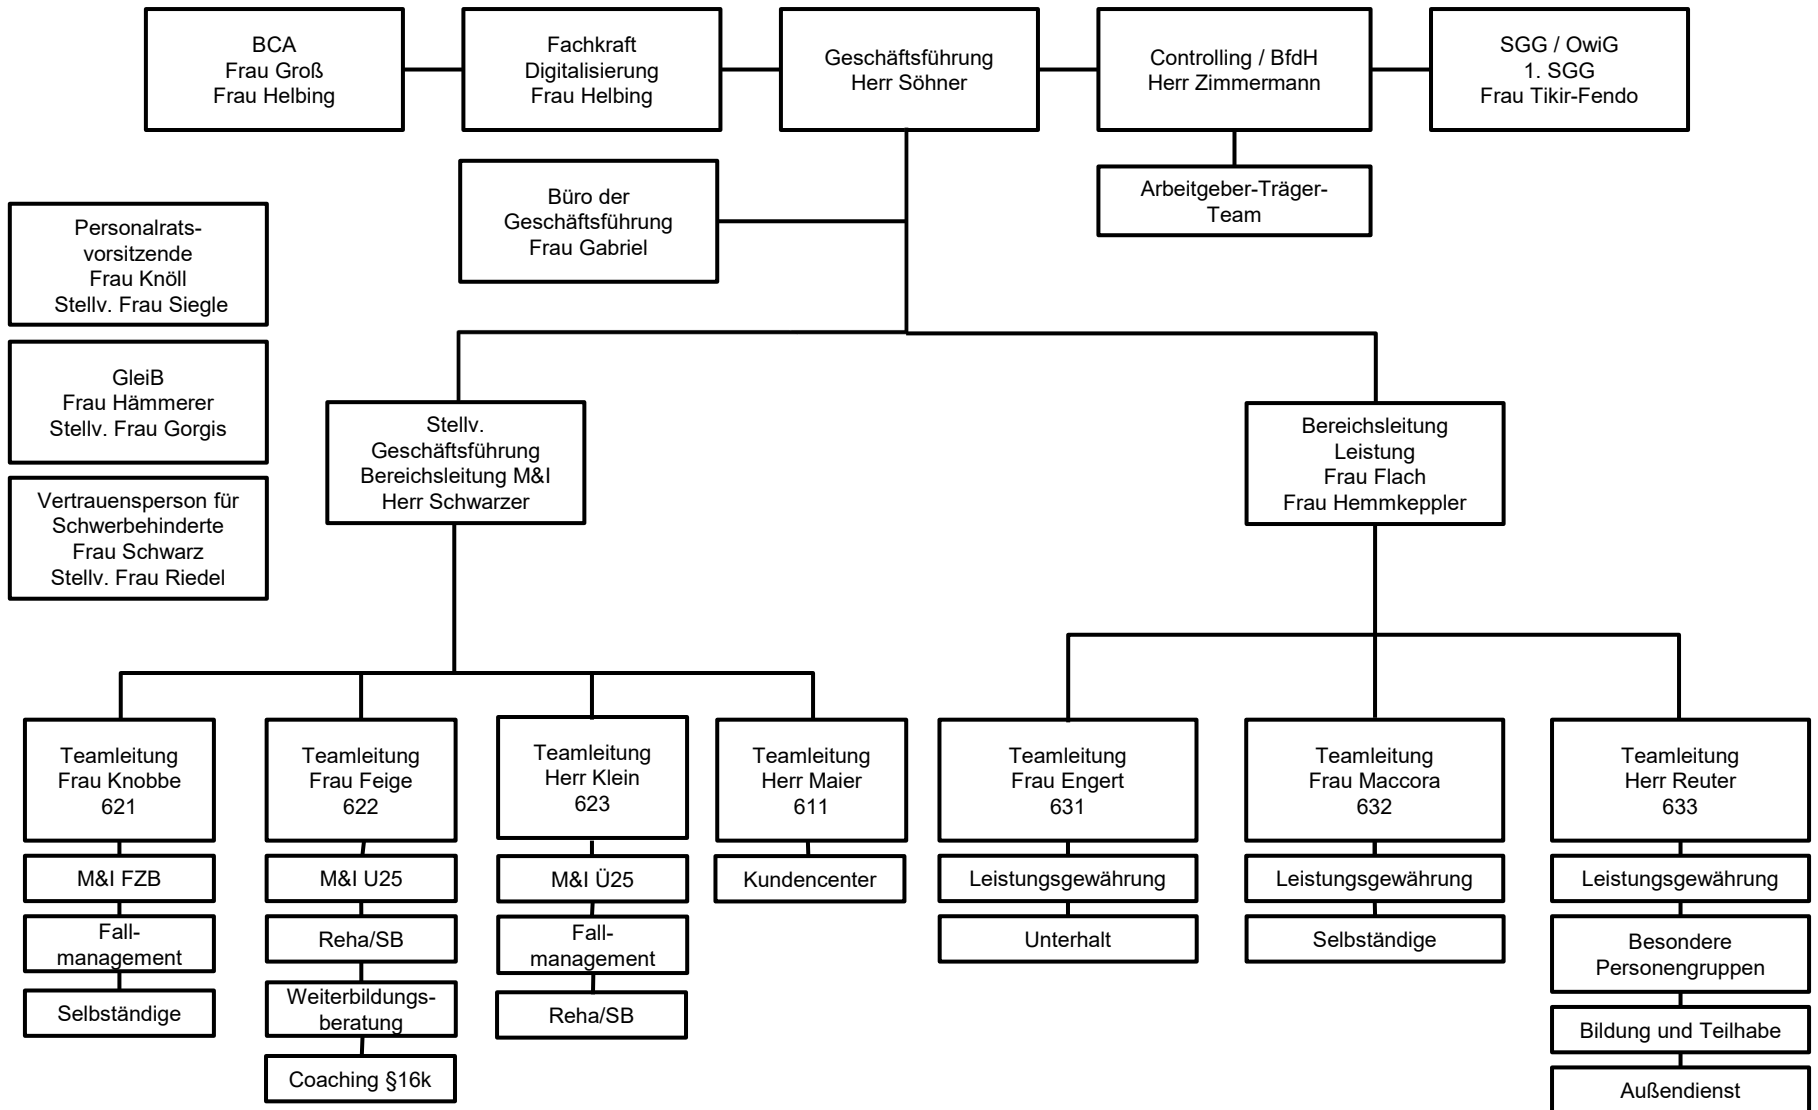 BCA
Frau Groß
Frau Helbing
Fachkraft
Digitalisierung
Frau Helbing
Geschäftsführung
Herr Söhner
Controlling / BfdH
Herr Zimmermann
SGG / OwiG
1. SGG
Frau Tikir-Fendo
Büro der
Geschäftsführung
Frau Gabriel
Arbeitgeber-Träger-
Team
Personalrats-
vorsitzende
Frau Knöll
Stellv. Frau Siegle
GleiB
Frau Hämmerer
Stellv. Frau Gorgis
Vertrauensperson für
Schwerbehinderte
Frau Schwarz
Stellv. Frau Riedel
Stellv.
Geschäftsführung
Bereichsleitung M&I
Herr Schwarzer
Bereichsleitung
Leistung
Frau Flach
Frau Hemmkeppler
Teamleitung
Frau Knobbe
621
M&I FZB
Fall-
management
Selbständige
Teamleitung
Frau Feige
622
M&I U25
Reha/SB
Weiterbildungs-
beratung
Coaching §16k
Teamleitung
Herr Klein
623
M&I Ü25
Fall-
management
Reha/SB
Teamleitung
Herr Maier
611
Kundencenter
Teamleitung
Frau Engert
631
Leistungsgewährung
Unterhalt
Teamleitung
Frau Maccora
632
Leistungsgewährung
Selbständige
Teamleitung
Herr Reuter
633
Leistungsgewährung
Besondere
Personengruppen
Bildung und Teilhabe
Außendienst